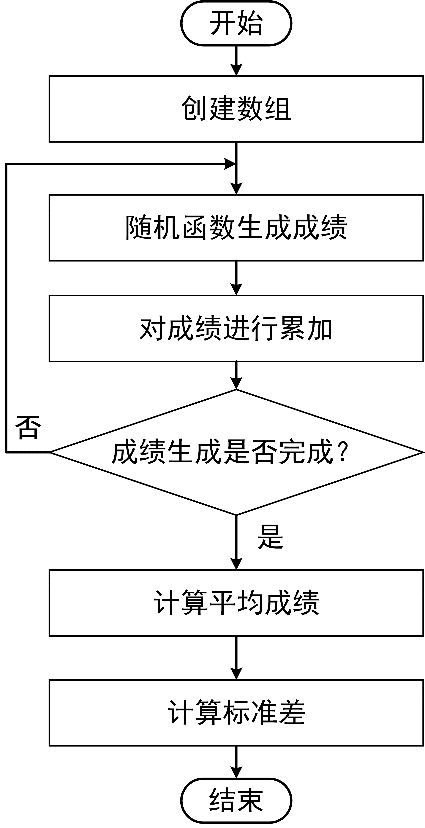 开始
创建数组
随机函数生成成绩
对成绩进行累加
否
成绩生成是否完成？
是
计算平均成绩
计算标准差
结束